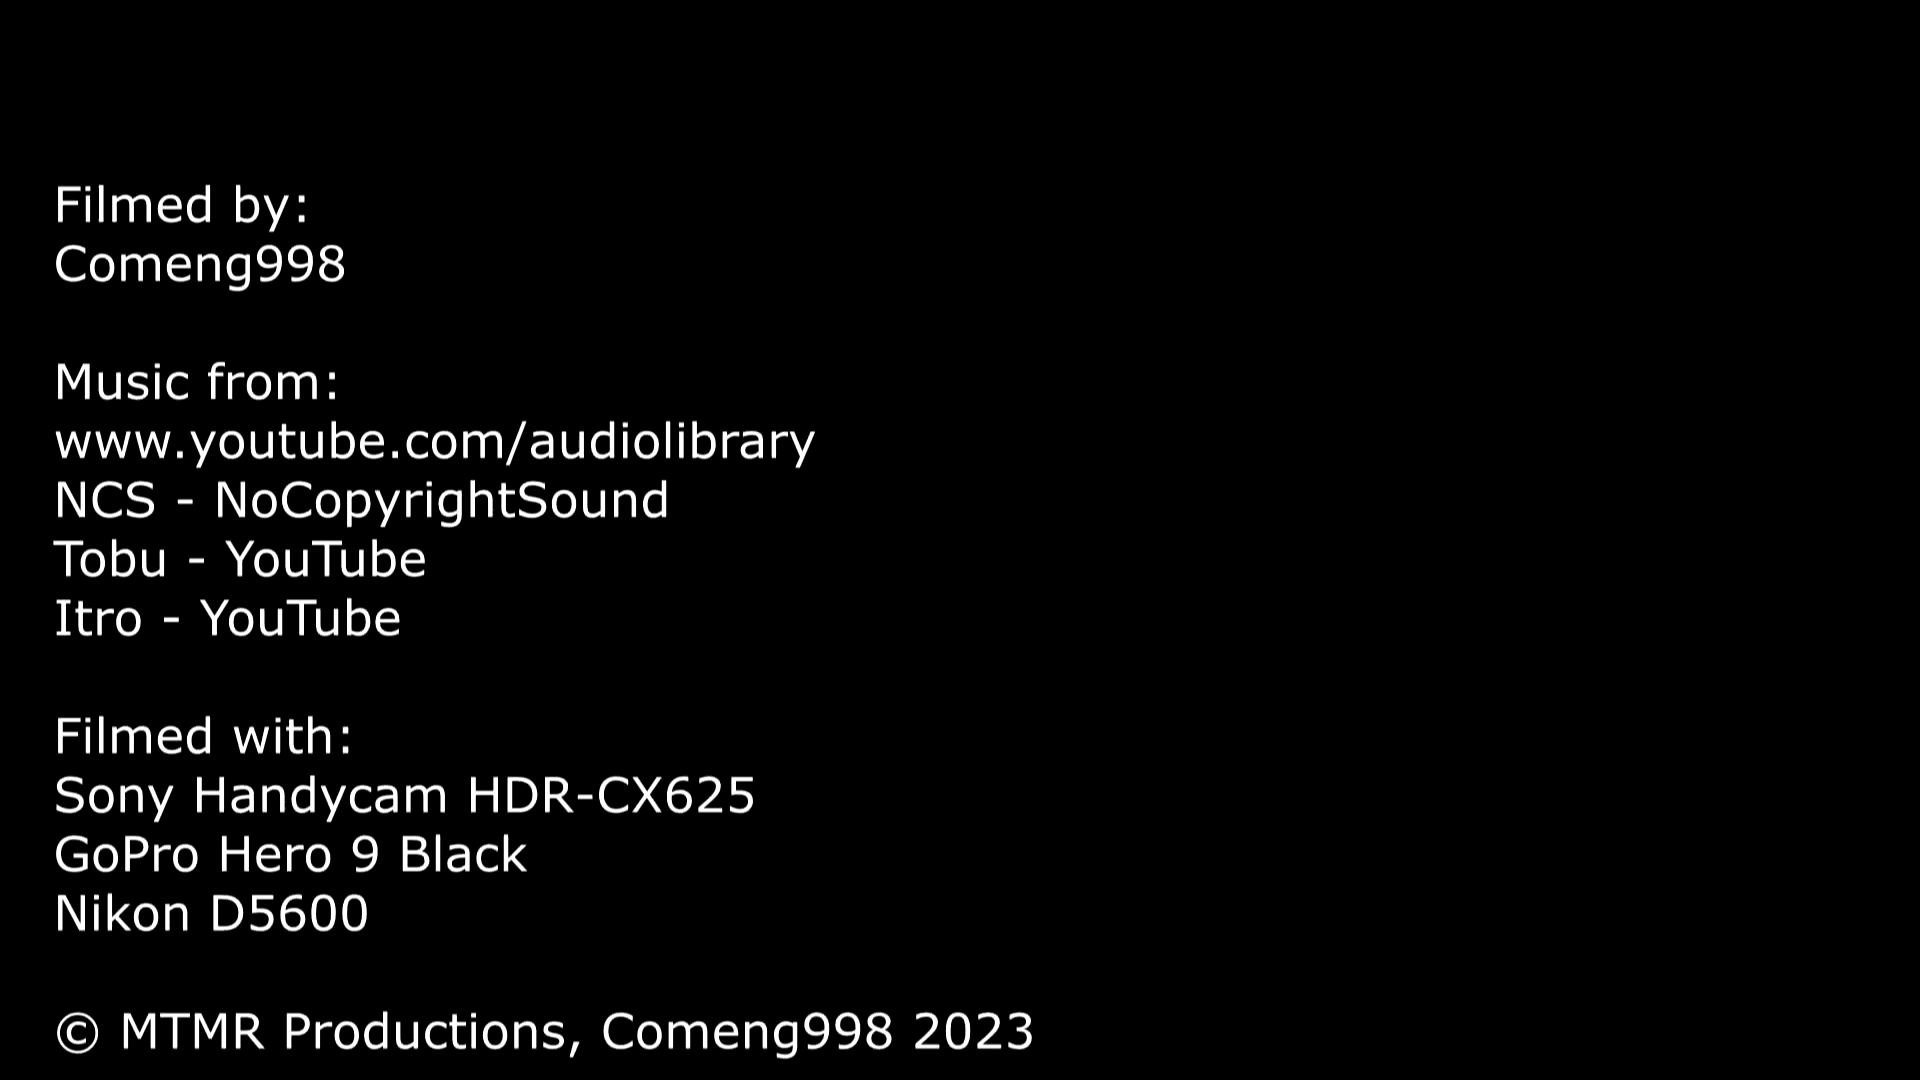 Filmed by:
Comeng998
Music from:
www.youtube.com/audiolibrary
NCS - NoCopyrightSound
Tobu - YouTube
Itro - YouTube
Filmed with:
Sony Handycam HDR-CX625
GoPro Hero 9 Black
Nikon D5600
© MTMR Productions, Comeng998 2023